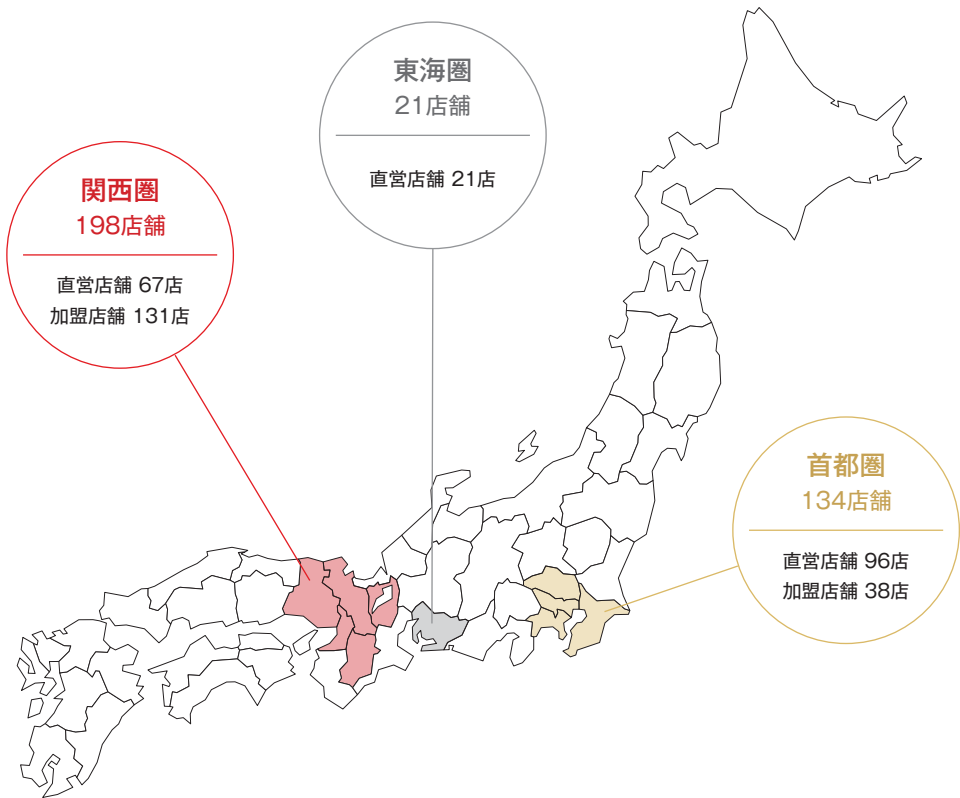 東海圏
21店舗
直営店舗 21店
関西圏
198店舗
直営店舗 67店
加盟店舗 131店
首都圏
134店舗
直営店舗 96店
加盟店舗 38店